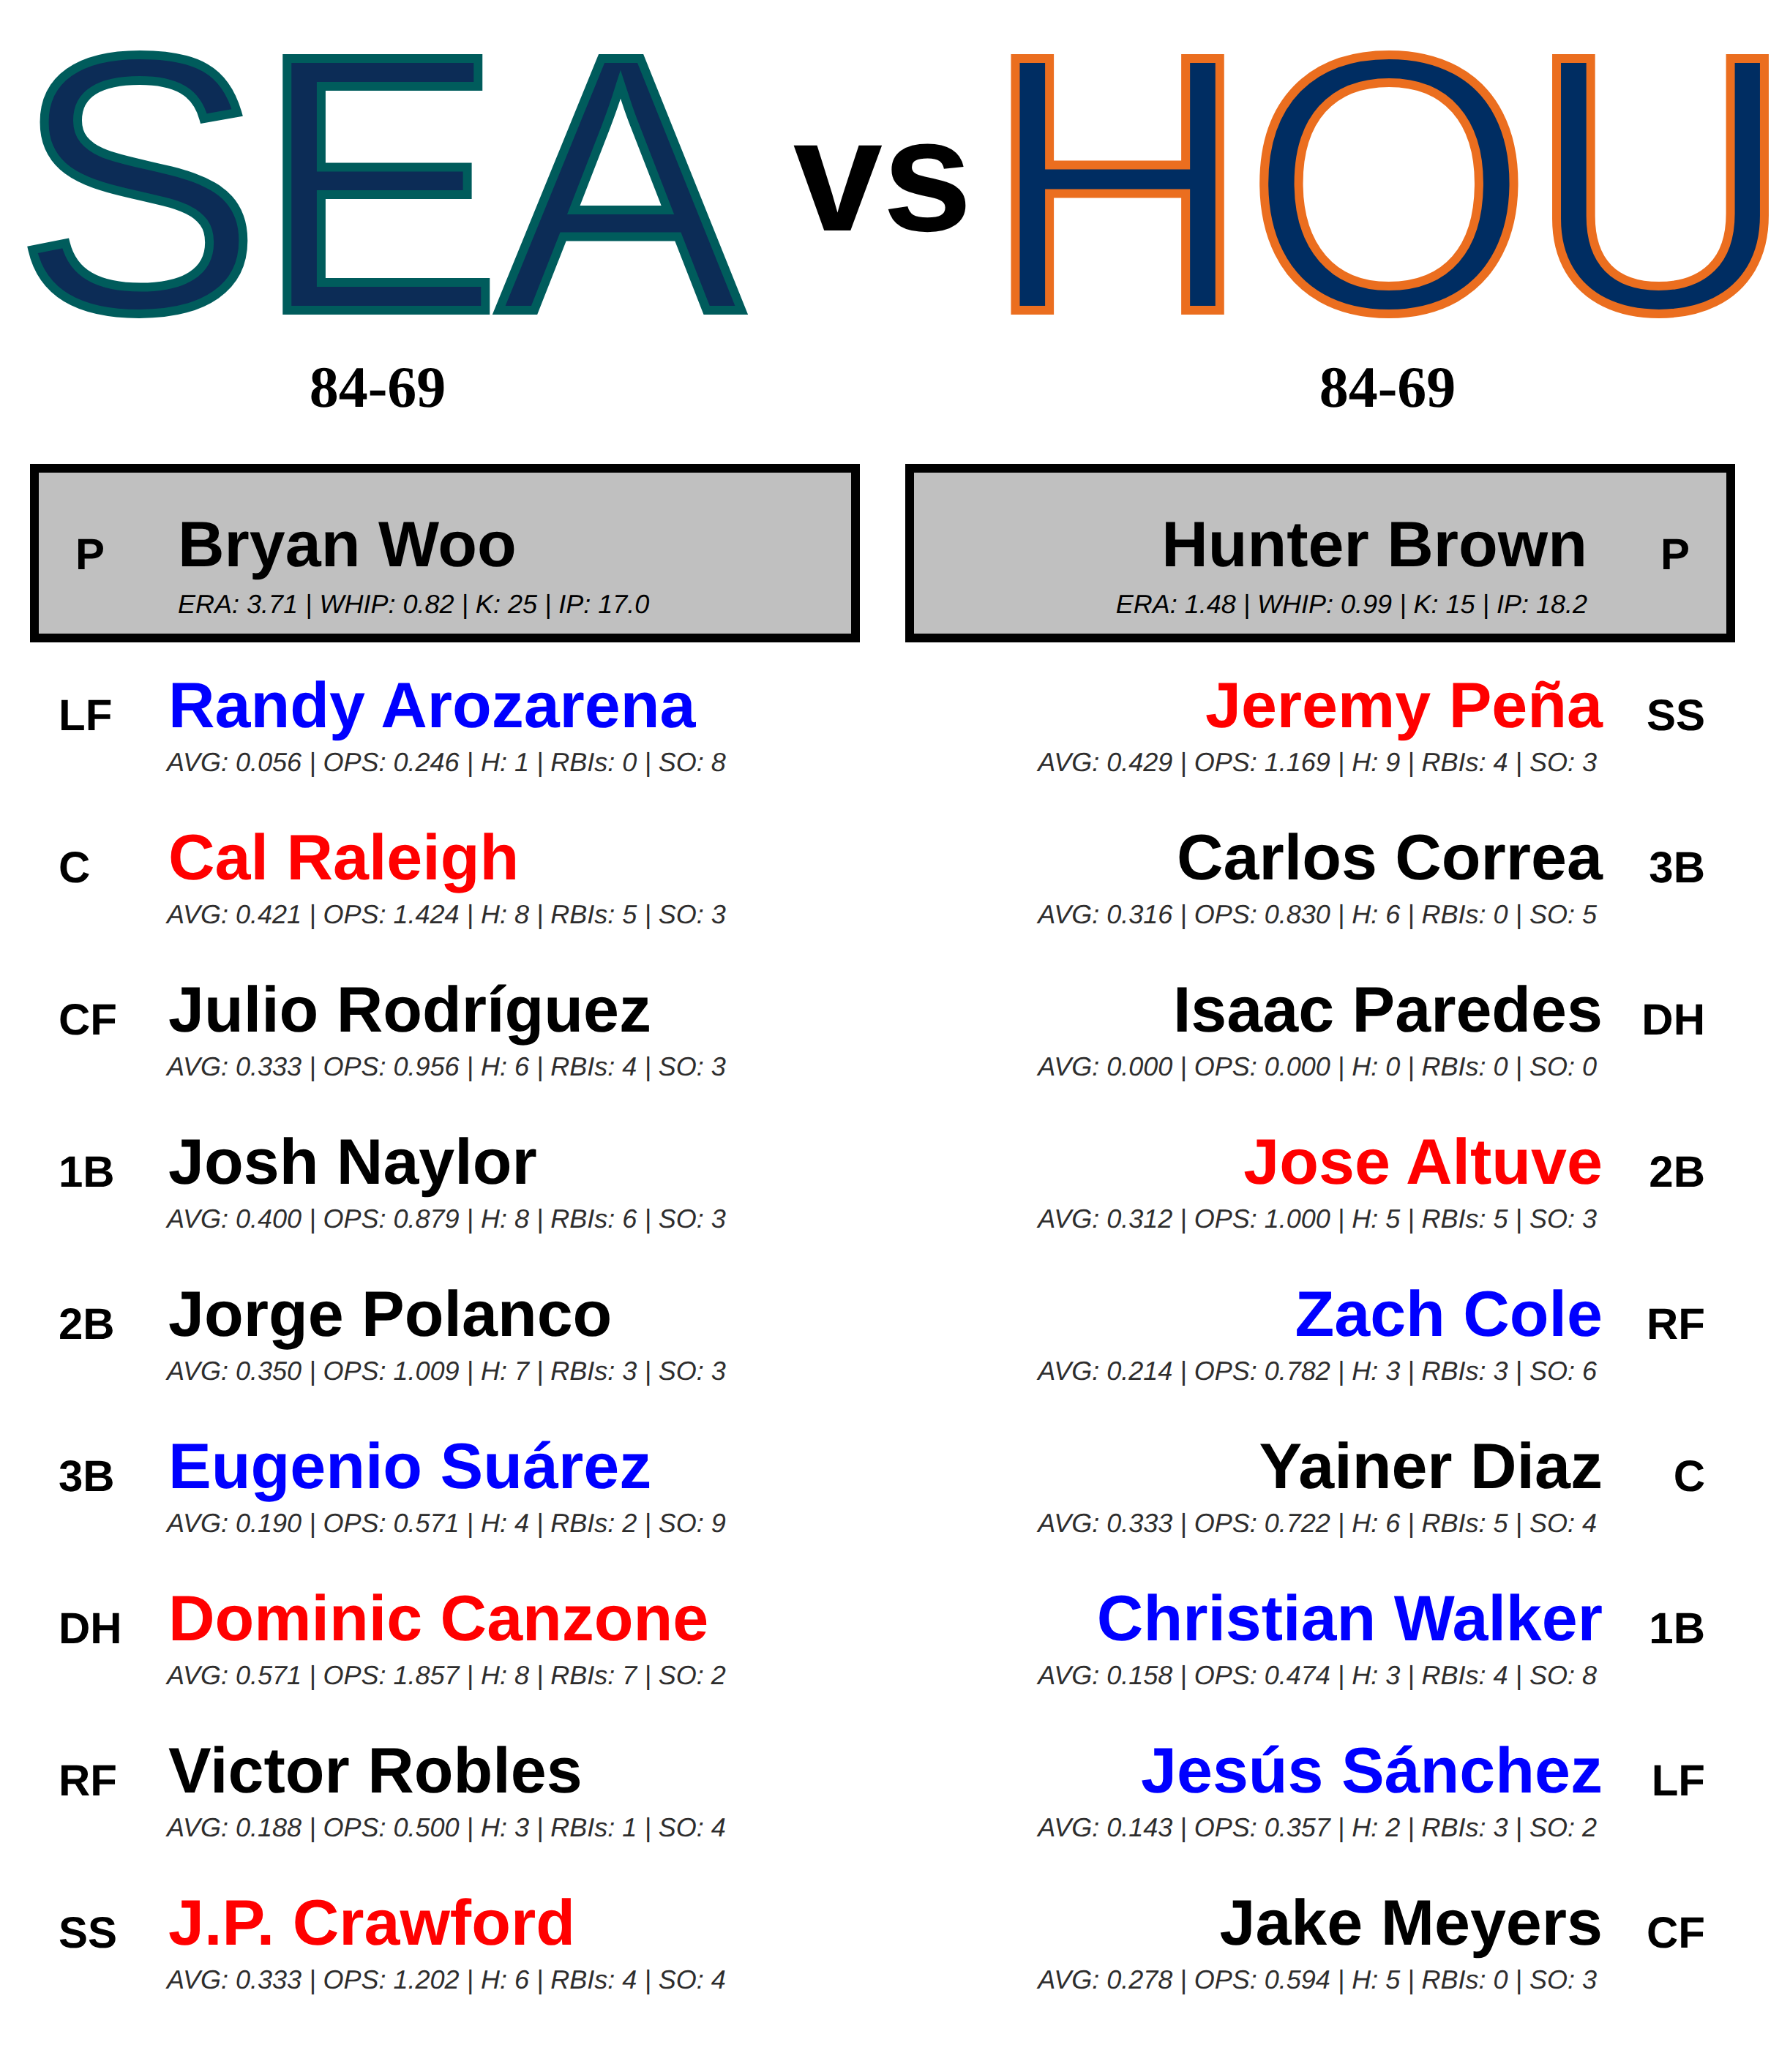 SEA vs HOU
84-69 84-69
P Bryan Woo
ERA: 3.71 | WHIP: 0.82 | K: 25 | IP: 17.0
Hunter Brown P
ERA: 1.48 | WHIP: 0.99 | K: 15 | IP: 18.2
LF Randy Arozarena
AVG: 0.056 | OPS: 0.246 | H: 1 | RBIs: 0 | SO: 8
C Cal Raleigh
AVG: 0.421 | OPS: 1.424 | H: 8 | RBIs: 5 | SO: 3
CF Julio Rodríguez
AVG: 0.333 | OPS: 0.956 | H: 6 | RBIs: 4 | SO: 3
1B Josh Naylor
AVG: 0.400 | OPS: 0.879 | H: 8 | RBIs: 6 | SO: 3
2B Jorge Polanco
AVG: 0.350 | OPS: 1.009 | H: 7 | RBIs: 3 | SO: 3
3B Eugenio Suárez
AVG: 0.190 | OPS: 0.571 | H: 4 | RBIs: 2 | SO: 9
DH Dominic Canzone
AVG: 0.571 | OPS: 1.857 | H: 8 | RBIs: 7 | SO: 2
RF Victor Robles
AVG: 0.188 | OPS: 0.500 | H: 3 | RBIs: 1 | SO: 4
SS J.P. Crawford
AVG: 0.333 | OPS: 1.202 | H: 6 | RBIs: 4 | SO: 4
Jeremy Peña SS
AVG: 0.429 | OPS: 1.169 | H: 9 | RBIs: 4 | SO: 3
Carlos Correa 3B
AVG: 0.316 | OPS: 0.830 | H: 6 | RBIs: 0 | SO: 5
Isaac Paredes DH
AVG: 0.000 | OPS: 0.000 | H: 0 | RBIs: 0 | SO: 0
Jose Altuve 2B
AVG: 0.312 | OPS: 1.000 | H: 5 | RBIs: 5 | SO: 3
Zach Cole RF
AVG: 0.214 | OPS: 0.782 | H: 3 | RBIs: 3 | SO: 6
Yainer Diaz C
AVG: 0.333 | OPS: 0.722 | H: 6 | RBIs: 5 | SO: 4
Christian Walker 1B
AVG: 0.158 | OPS: 0.474 | H: 3 | RBIs: 4 | SO: 8
Jesús Sánchez LF
AVG: 0.143 | OPS: 0.357 | H: 2 | RBIs: 3 | SO: 2
Jake Meyers CF
AVG: 0.278 | OPS: 0.594 | H: 5 | RBIs: 0 | SO: 3